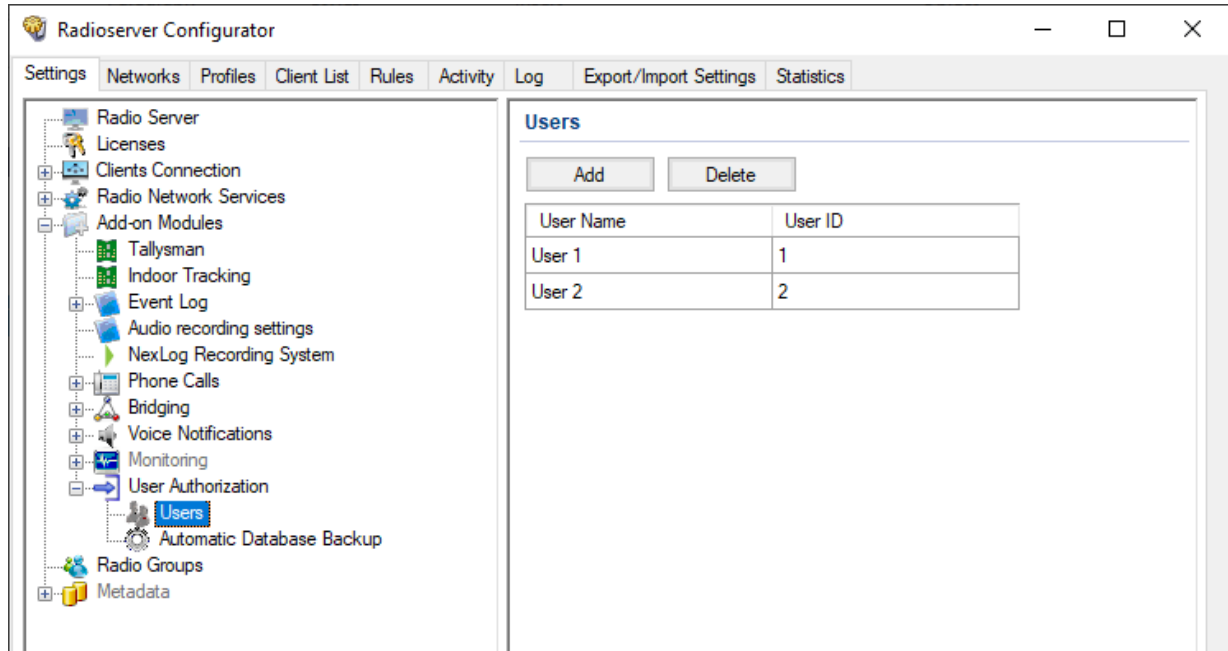 Radioserver Configurator
Settings Networks Profiles Client List Rules Activity Log Export/Import Settings Statistics
Radio Server
Licenses
Clients Connection
Radio Network Services
Add-on Modules
Tallysman
Indoor Tracking
Event Log
Audio recording settings
NexLog Recording System
Phone Calls
Bridging
Voice Notifications
Monitoring
User Authorization
Users
Automatic Database Backup
Radio Groups
Metadata
Users
Add Delete
User Name User ID
User 1 1
User 2 2